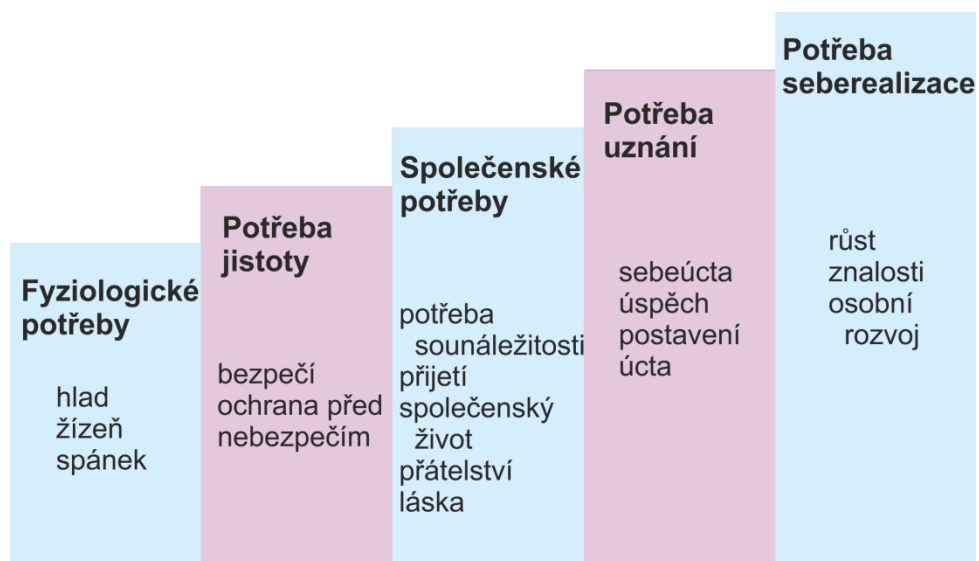 Fyziologické
potřeby
hlad
žízeň
spánek
Potřeba
jistoty
bezpečí
ochrana před
nebezpečím
Společenské
potřeby
potřeba
sounáležitosti
přijetí
společenský
život
přátelství
láska
Potřeba
uznání
sebeúcta
úspěch
postavení
úcta
Potřeba
seberealizace
růst
znalosti
osobní
rozvoj